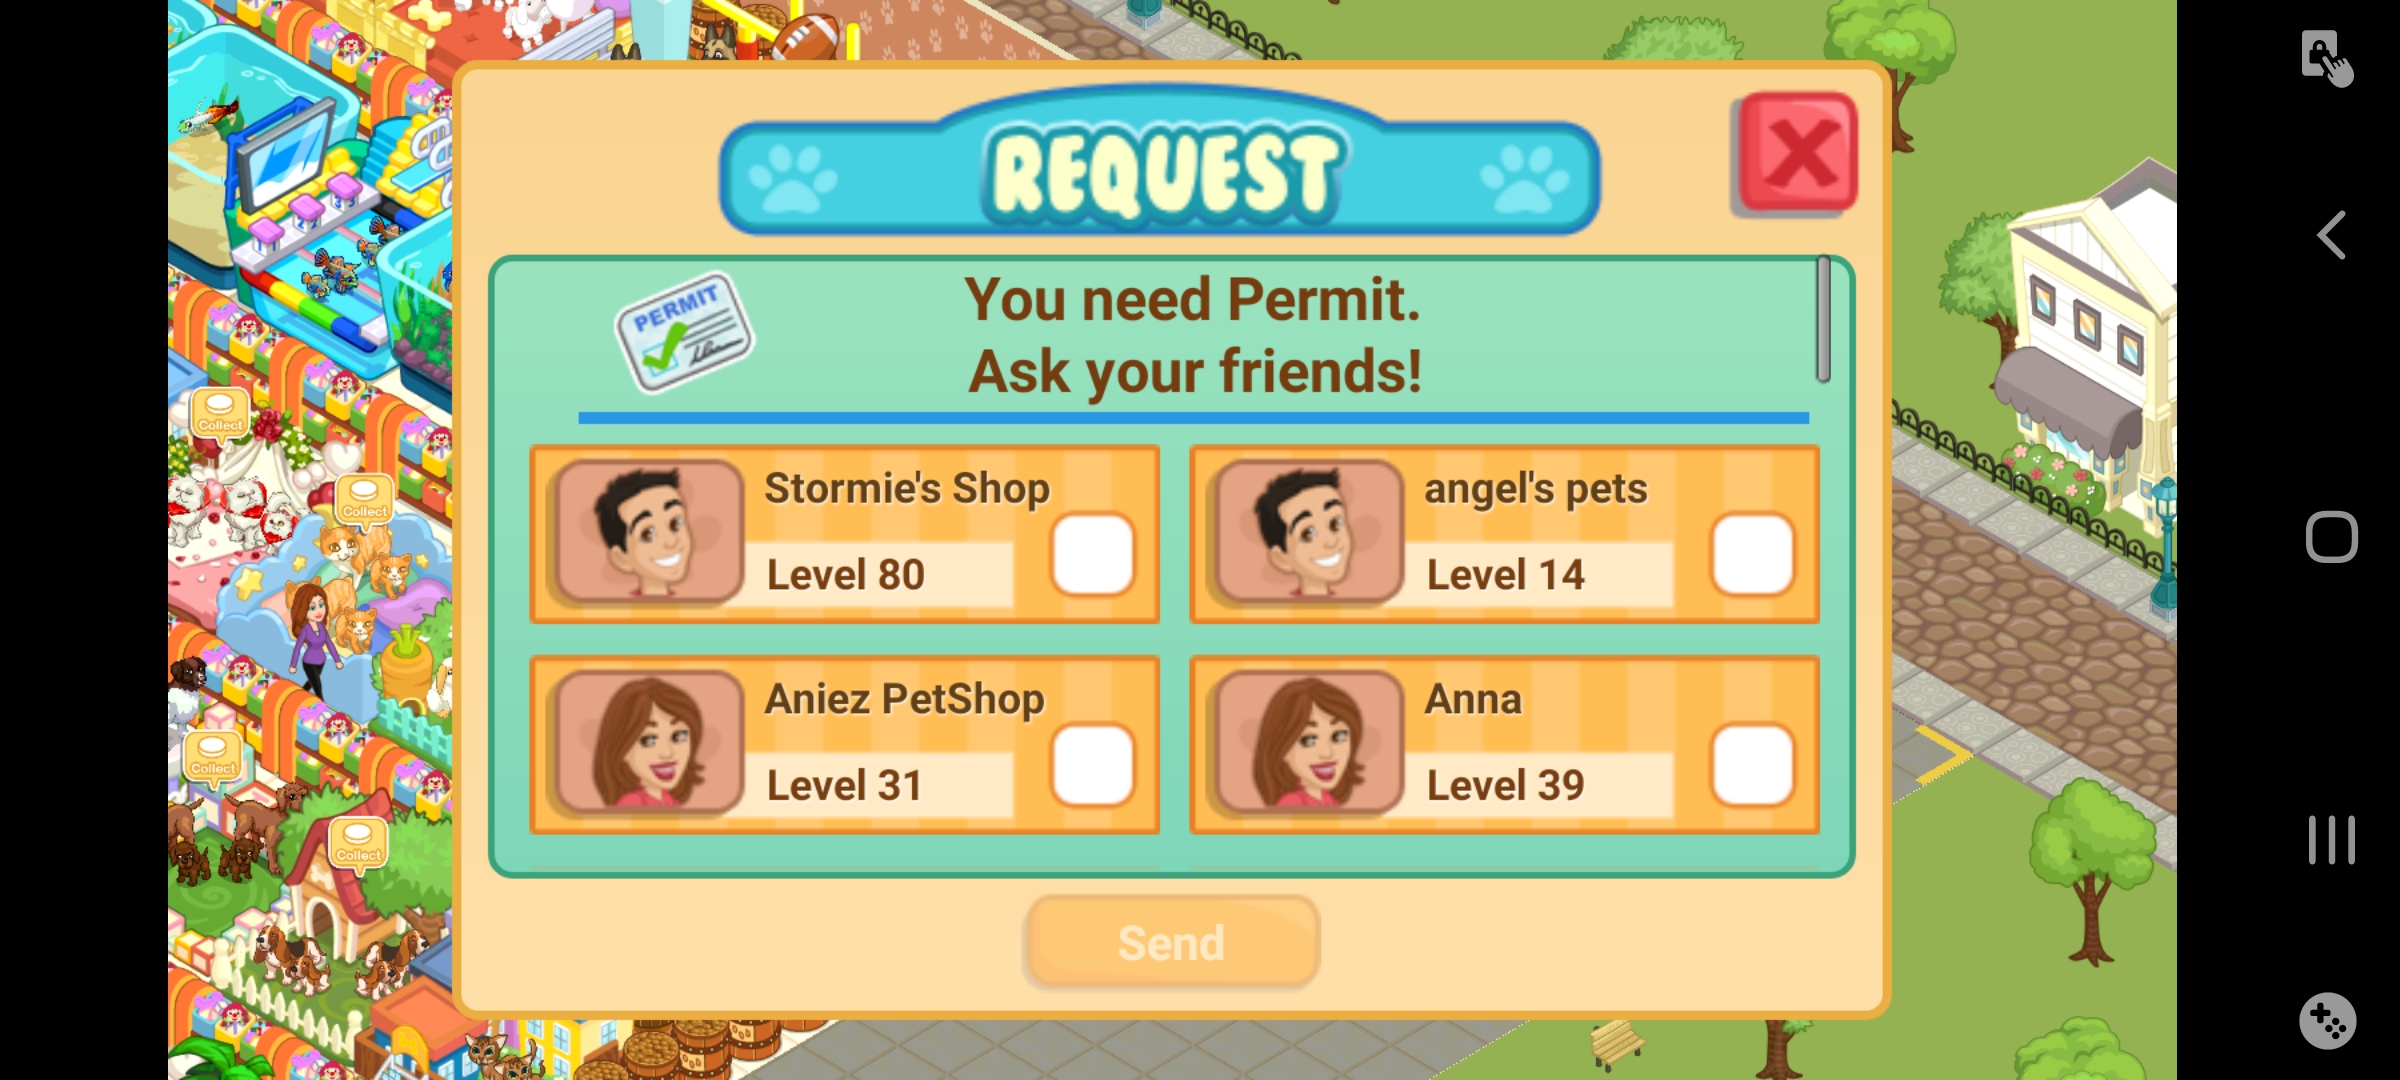 REQUEST
PERMIT
You need Permit.
Ask your friends!
Stormie's Shop
Level 80
angel's pets
Level 14
Aniez PetShop
Level 31
Anna
Level 39
Send
Collect
Collect
Collect
Collect